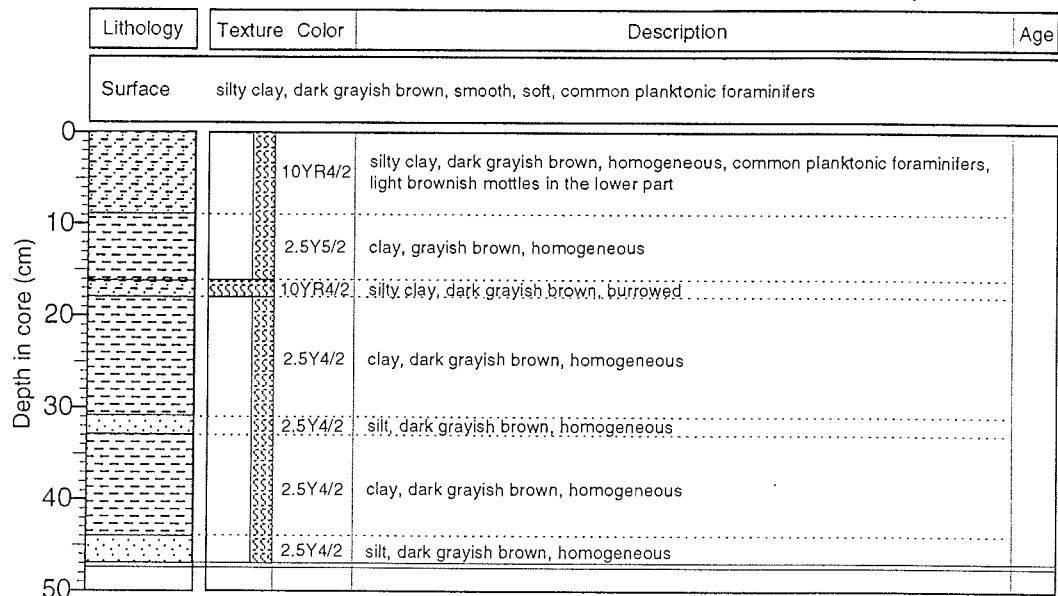 Lithology Texture Color Description Age
Surface silty clay, dark grayish brown, smooth, soft, common planktonic foraminifers
0
10YR4/2 silty clay, dark grayish brown, homogeneous, common planktonic foraminifers,
light brownish mottles in the lower part
10
2.5Y5/2 clay, grayish brown, homogeneous
10YR4/2 silty clay, dark grayish brown, burrowed
20
2.5Y4/2 clay, dark grayish brown, homogeneous
30
2.5Y4/2 silt, dark grayish brown, homogeneous
2.5Y4/2 clay, dark grayish brown, homogeneous
40
2.5Y4/2 silt, dark grayish brown, homogeneous
50
Depth in core (cm)